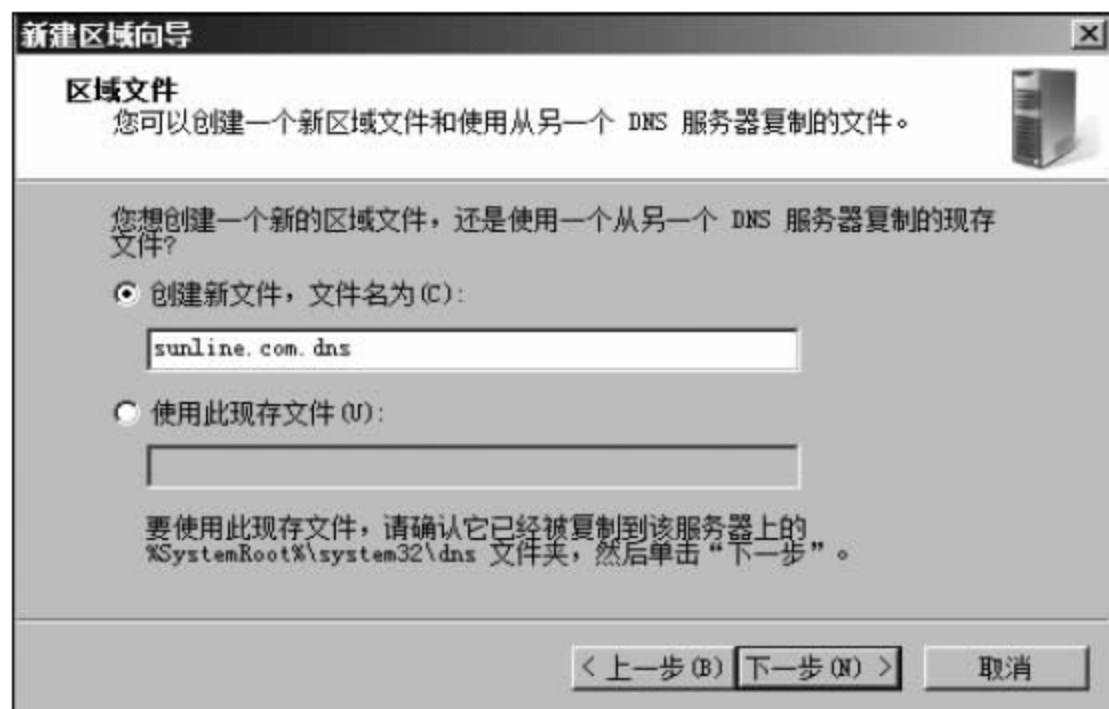 新建区域向导
区域文件
您可以创建一个新区域文件和使用从另一个 DNS 服务器复制的文件。
您想创建一个新的区域文件，还是使用一个从另一个 DNS 服务器复制的现存
文件？
创建新文件，文件名为(C):
sunline.com.dns
使用此现存文件(U):
要使用此现存文件，请确认它已经被复制到该服务器上的
%SystemRoot%\system32\dns 文件夹，然后单击“下一步”。
< 上一步(B) 下一步(N) > 取消